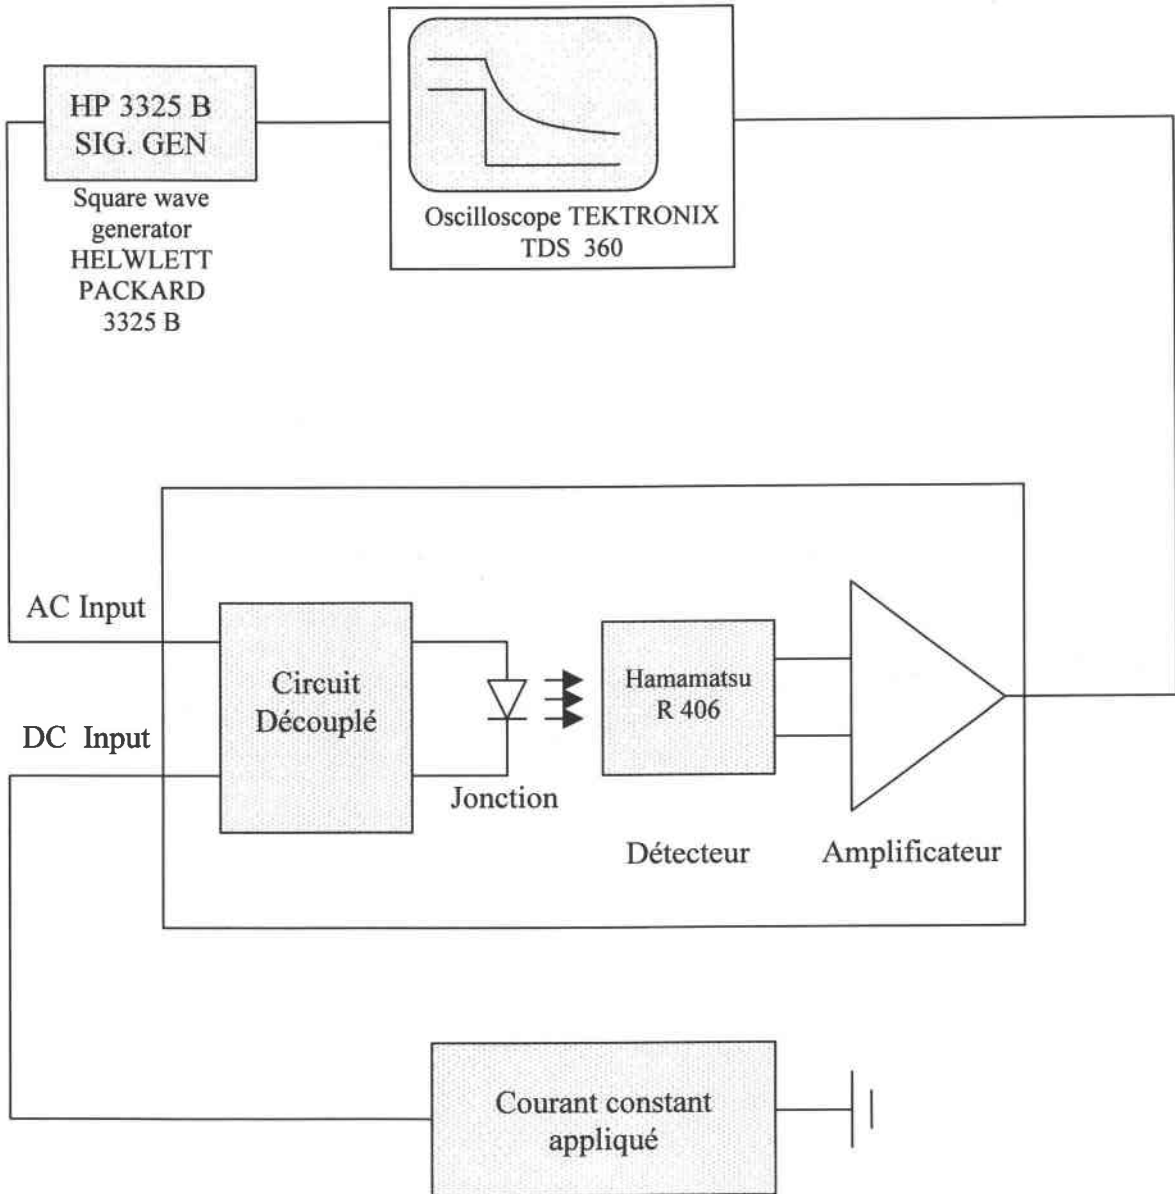 HP 3325 B
SIG. GEN
Square wave
generator
HELWLETT
PACKARD
3325 B
Oscilloscope TEKTRONIX
TDS 360
AC Input
DC Input
Circuit
Découplé
Jonction
Hamamatsu
R 406
Détecteur
Amplificateur
Courant constant
appliqué